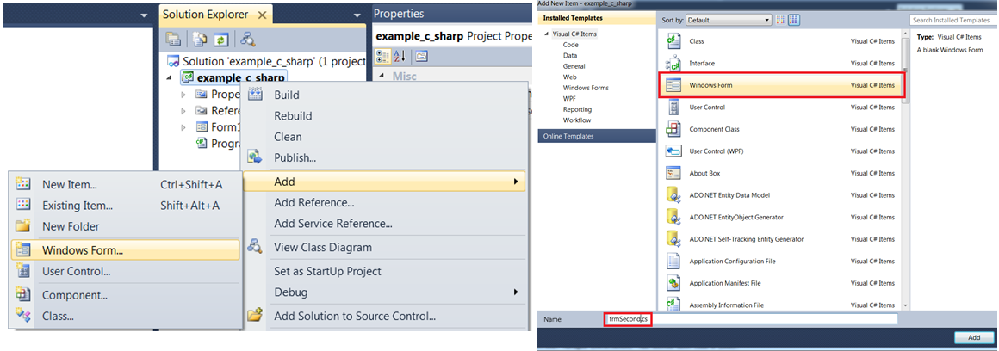 Solution Explorer
Properties
example_c_sharp Project Prope
Misc
Solution 'example_c_sharp' (1 project
example_c_sharp
Prope
Refere
Form1
Progra
Build
Rebuild
Clean
Publish...
Add
Add Reference...
Add Service Reference...
View Class Diagram
Set as StartUp Project
Debug
Add Solution to Source Control...
New Item... Ctrl+Shift+A
Existing Item... Shift+Alt+A
New Folder
Windows Form...
User Control...
Component...
Class...
Add New Item - example_c_sharp
Installed Templates
Visual C# Items
Code
Data
General
Web
Windows Forms
WPF
Reporting
Workflow
Online Templates
Sort by: Default
Search Installed Templates
Class Visual C# Items
Interface Visual C# Items
Windows Form Visual C# Items
User Control Visual C# Items
Component Class Visual C# Items
User Control (WPF) Visual C# Items
About Box Visual C# Items
ADO.NET Entity Data Model Visual C# Items
ADO.NET EntityObject Generator Visual C# Items
ADO.NET Self-Tracking Entity Generator Visual C# Items
Application Configuration File Visual C# Items
Application Manifest File Visual C# Items
Assembly Information File Visual C# Items
Type: Visual C# Items
A blank Windows Form
Name: frmSecond.cs
Add